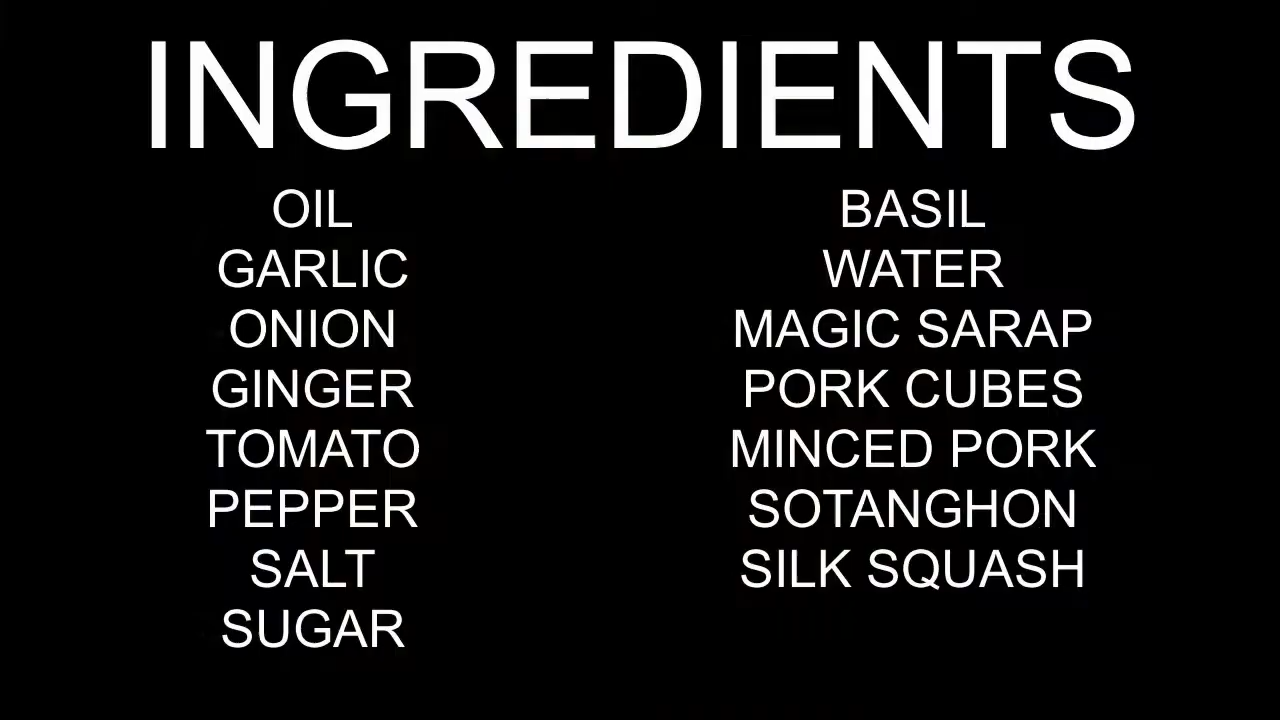 INGREDIENTS
OIL
GARLIC
ONION
GINGER
TOMATO
PEPPER
SALT
SUGAR
BASIL
WATER
MAGIC SARAP
PORK CUBES
MINCED PORK
SOTANGHON
SILK SQUASH